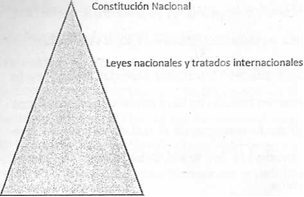 Constitución Nacional
Leyes nacionales y tratados internacionales